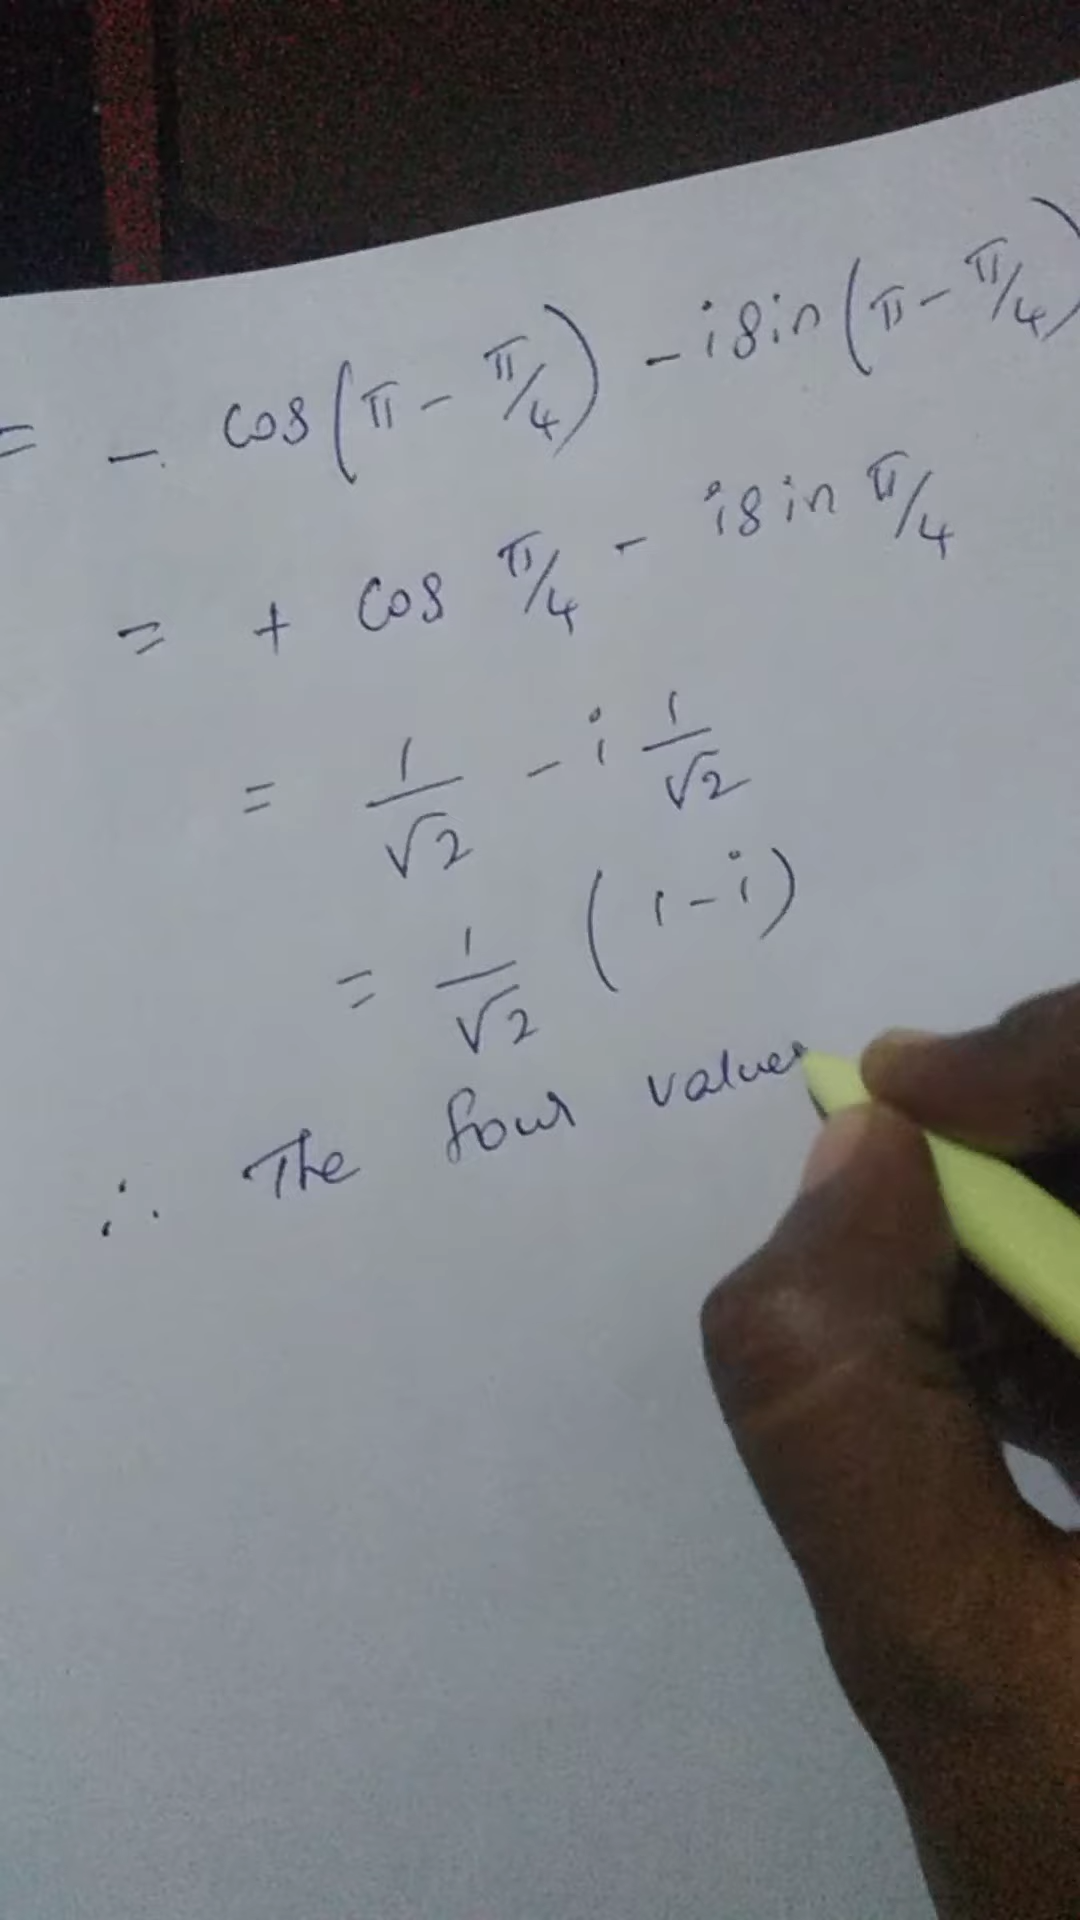 = - cos(π - π/4) - i sin(π - π/4)
= + cos π/4 - i sin π/4
= 1/√2 - i 1/√2
= 1/√2 (1 - i)
∴ The four values